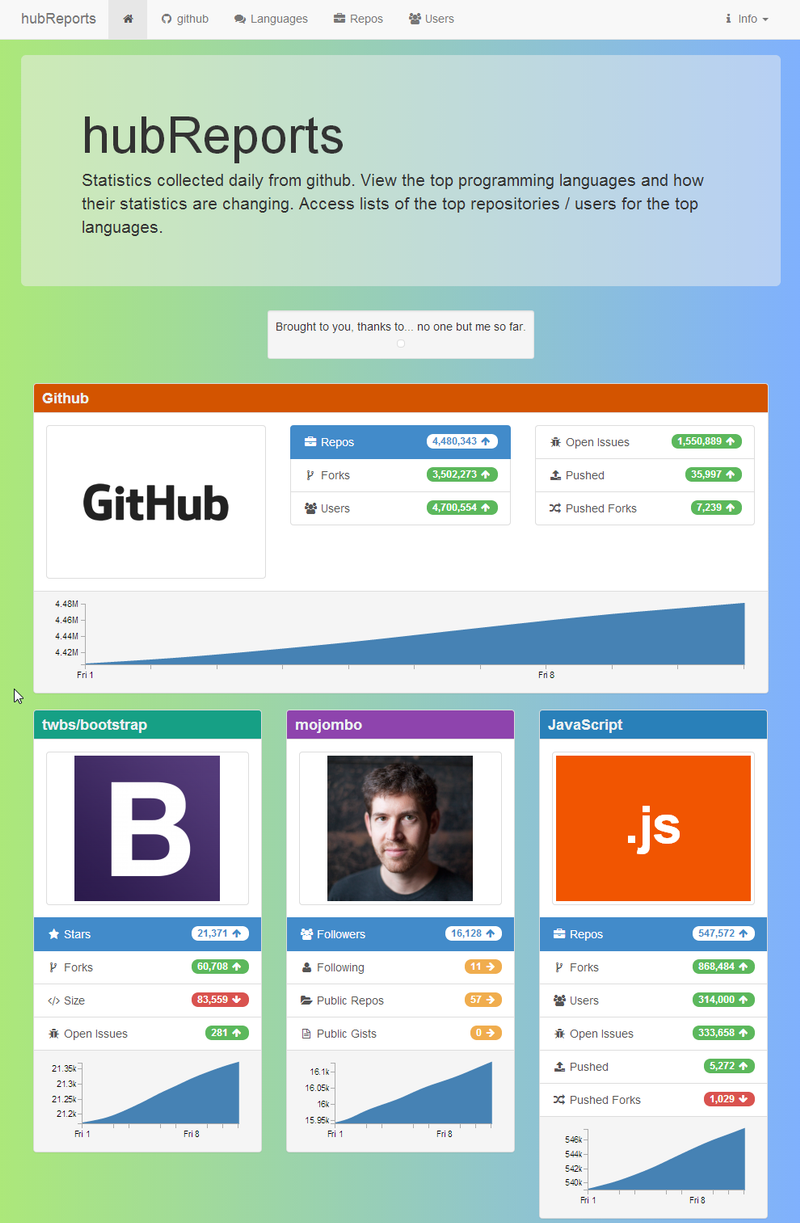 hubReports
github
Languages
Repos
Users
Info
hubReports
Statistics collected daily from github. View the top programming languages and how
their statistics are changing. Access lists of the top repositories / users for the top
languages.
Brought to you, thanks to... no one but me so far.
Github
GitHub
Repos 4,480,343
Forks 3,502,273
Users 4,700,554
Open Issues 1,550,889
Pushed 35,997
Pushed Forks 7,239
4.48M
4.46M
4.44M
4.42M
Fri 1 Fri 8
twbs/bootstrap
B
Stars 21,371
Forks 60,708
Size 83,559
Open Issues 281
21.35k
21.3k
21.25k
21.2k
Fri 1 Fri 8
mojombo
Followers 16,128
Following 11
Public Repos 57
Public Gists 0
16.1k
16.05k
16k
15.95k
Fri 1 Fri 8
JavaScript
.js
Repos 547,572
Forks 868,484
Users 314,000
Open Issues 333,658
Pushed 5,272
Pushed Forks 1,029
546k
544k
542k
540k
Fri 1 Fri 8